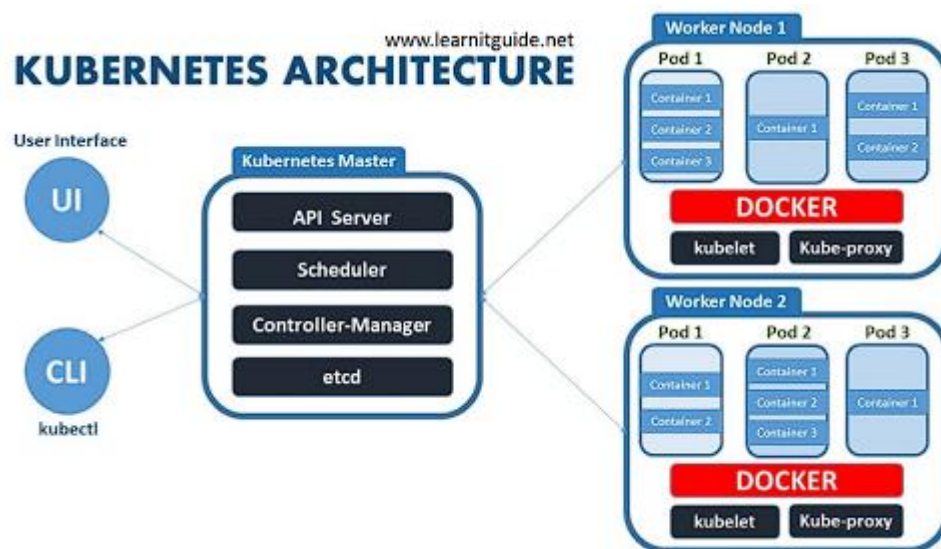 www.learnitguide.net
KUBERNETES ARCHITECTURE
User Interface
UI
CLI
kubectl
Kubernetes Master
API Server
Scheduler
Controller-Manager
etcd
Worker Node 1
Pod 1 Pod 2 Pod 3
Container 1
Container 2
Container 3
Container 1
Container 1
Container 2
DOCKER
kubelet Kube-proxy
Worker Node 2
Pod 1 Pod 2 Pod 3
Container 1
Container 2
Container 1
Container 2
Container 3
Container 1
DOCKER
kubelet Kube-proxy